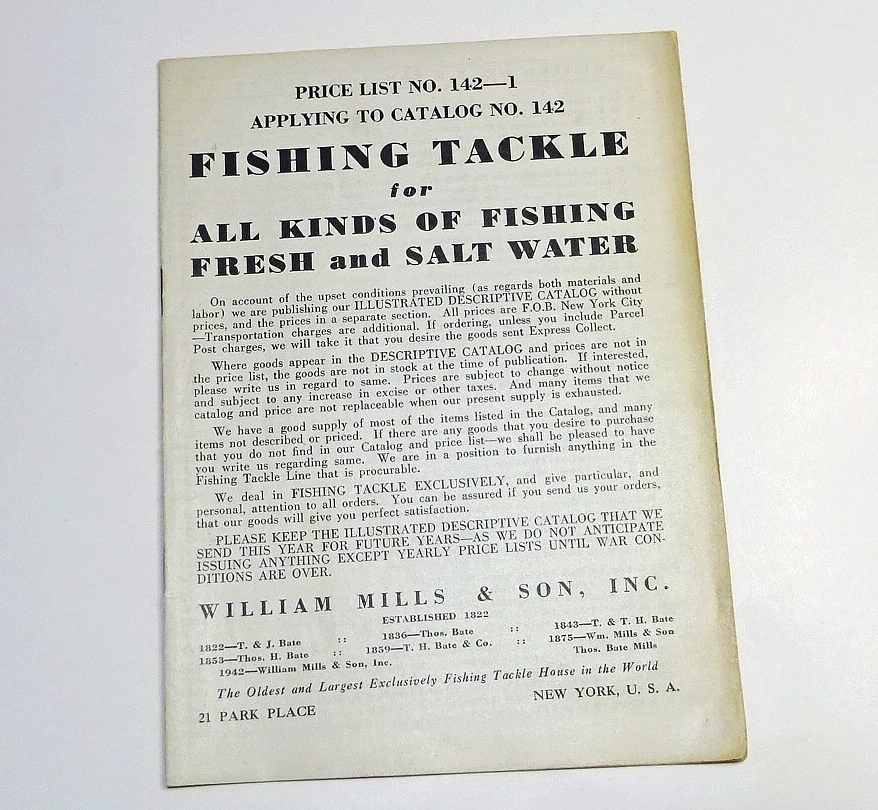 PRICE LIST NO. 142—1
APPLYING TO CATALOG NO. 142
FISHING TACKLE
for
ALL KINDS OF FISHING
FRESH and SALT WATER
On account of the upset conditions prevailing (as regards both materials and
labor) we are publishing our ILLUSTRATED DESCRIPTIVE CATALOG without
prices, and the prices in a separate section. All prices are F.O.B. New York City
—Transportation charges are additional. If ordering, unless you include Parcel
Post charges, we will take it that you desire the goods sent Express Collect.
Where goods appear in the DESCRIPTIVE CATALOG and prices are not in
the price list, the goods are not in stock at the time of publication. If interested,
please write us in regard to same. Prices are subject to change without notice
and subject to any increase in excise or other taxes. And many items that we
catalog and price are not replaceable when our present supply is exhausted.
We have a good supply of most of the items listed in the Catalog, and many
items not described or priced. If there are any goods that you desire to purchase
that you do not find in our Catalog and price list—we shall be pleased to have
you write us regarding same. We are in a position to furnish anything in the
Fishing Tackle Line that is procurable.
We deal in FISHING TACKLE EXCLUSIVELY, and give particular, and
personal, attention to all orders. You can be assured if you send us your orders,
that our goods will give you perfect satisfaction.
PLEASE KEEP THE ILLUSTRATED DESCRIPTIVE CATALOG THAT WE
SEND THIS YEAR FOR FUTURE YEARS—AS WE DO NOT ANTICIPATE
ISSUING ANYTHING EXCEPT YEARLY PRICE LISTS UNTIL WAR CON-
DITIONS ARE OVER.
WILLIAM MILLS & SON, INC.
ESTABLISHED 1822
1822—T. & J. Bate :: 1836—Thos. Bate :: 1843—T. & T. H. Bate
1853—Thos. H. Bate :: 1859—T. H. Bate & Co. :: 1875—Wm. Mills & Son
1942—William Mills & Son, Inc. Thos. Bate Mills
The Oldest and Largest Exclusively Fishing Tackle House in the World
21 PARK PLACE NEW YORK, U. S. A.